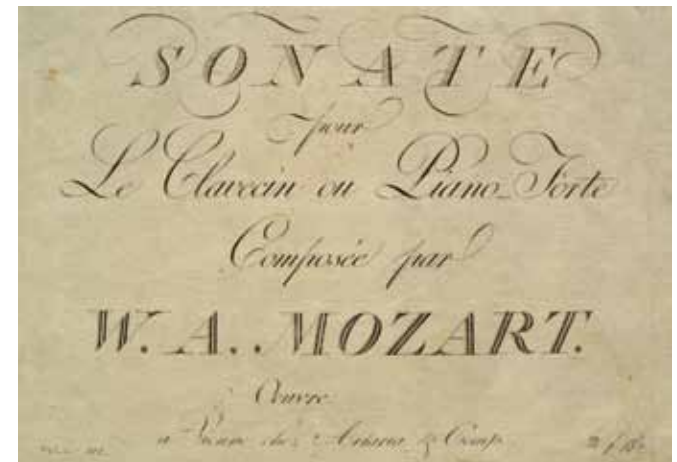 SONATE
pour
Le Clavecin ou Piano-Forte
Composée par
W. A. MOZART.
Oeuvre
a Vienne chez Artaria & Comp.